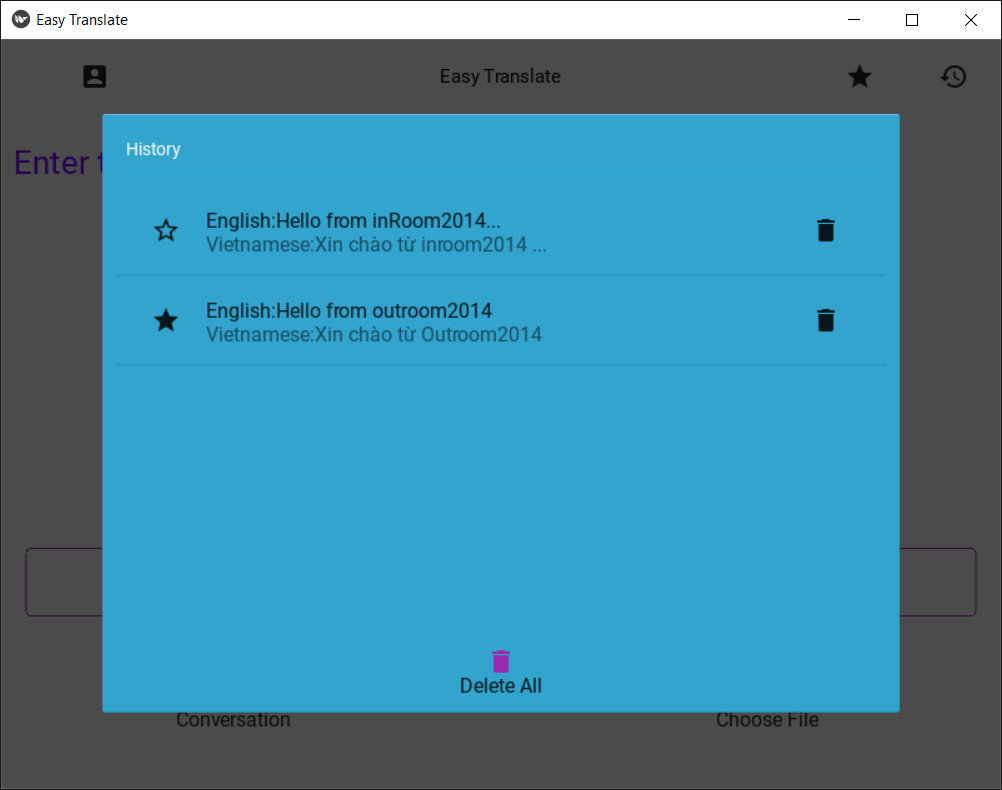 Easy Translate
Easy Translate
Enter
History
English:Hello from inRoom2014...
Vietnamese:Xin chào từ inroom2014 ...
English:Hello from outroom2014
Vietnamese:Xin chào từ Outroom2014
Delete All
Conversation
Choose File